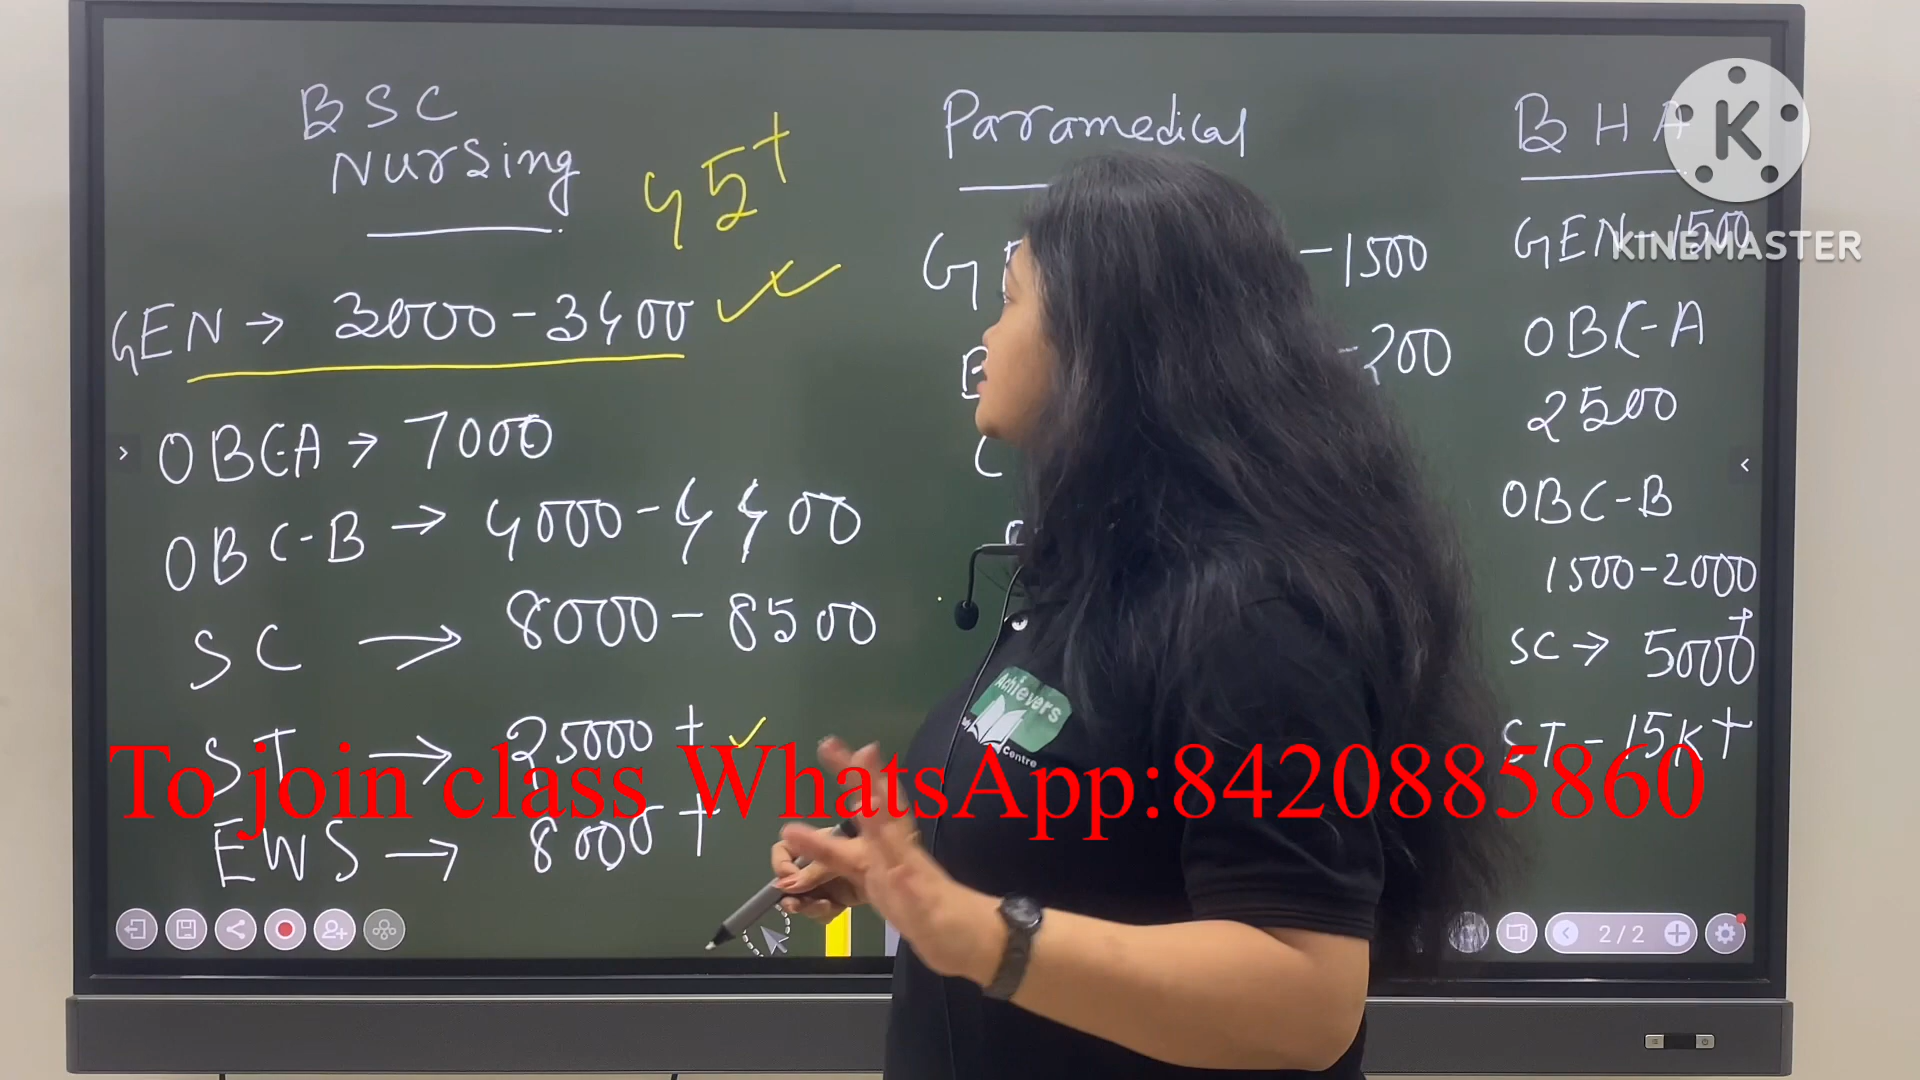 BSC
Nursing
45+
GEN → 3000-3400
OBC-A → 7000
OBC-B → 4000-4400
SC → 8000-8500
ST → 25000+
EWS → 8000+
Paramedical
-1500
-200
BHA
GEN-1500
OBC-A
2500
OBC-B
1500-2000
SC → 5000+
ST-15K+
KINEMASTER
Achievers
Centre
To join class WhatsApp:8420885860
2/2